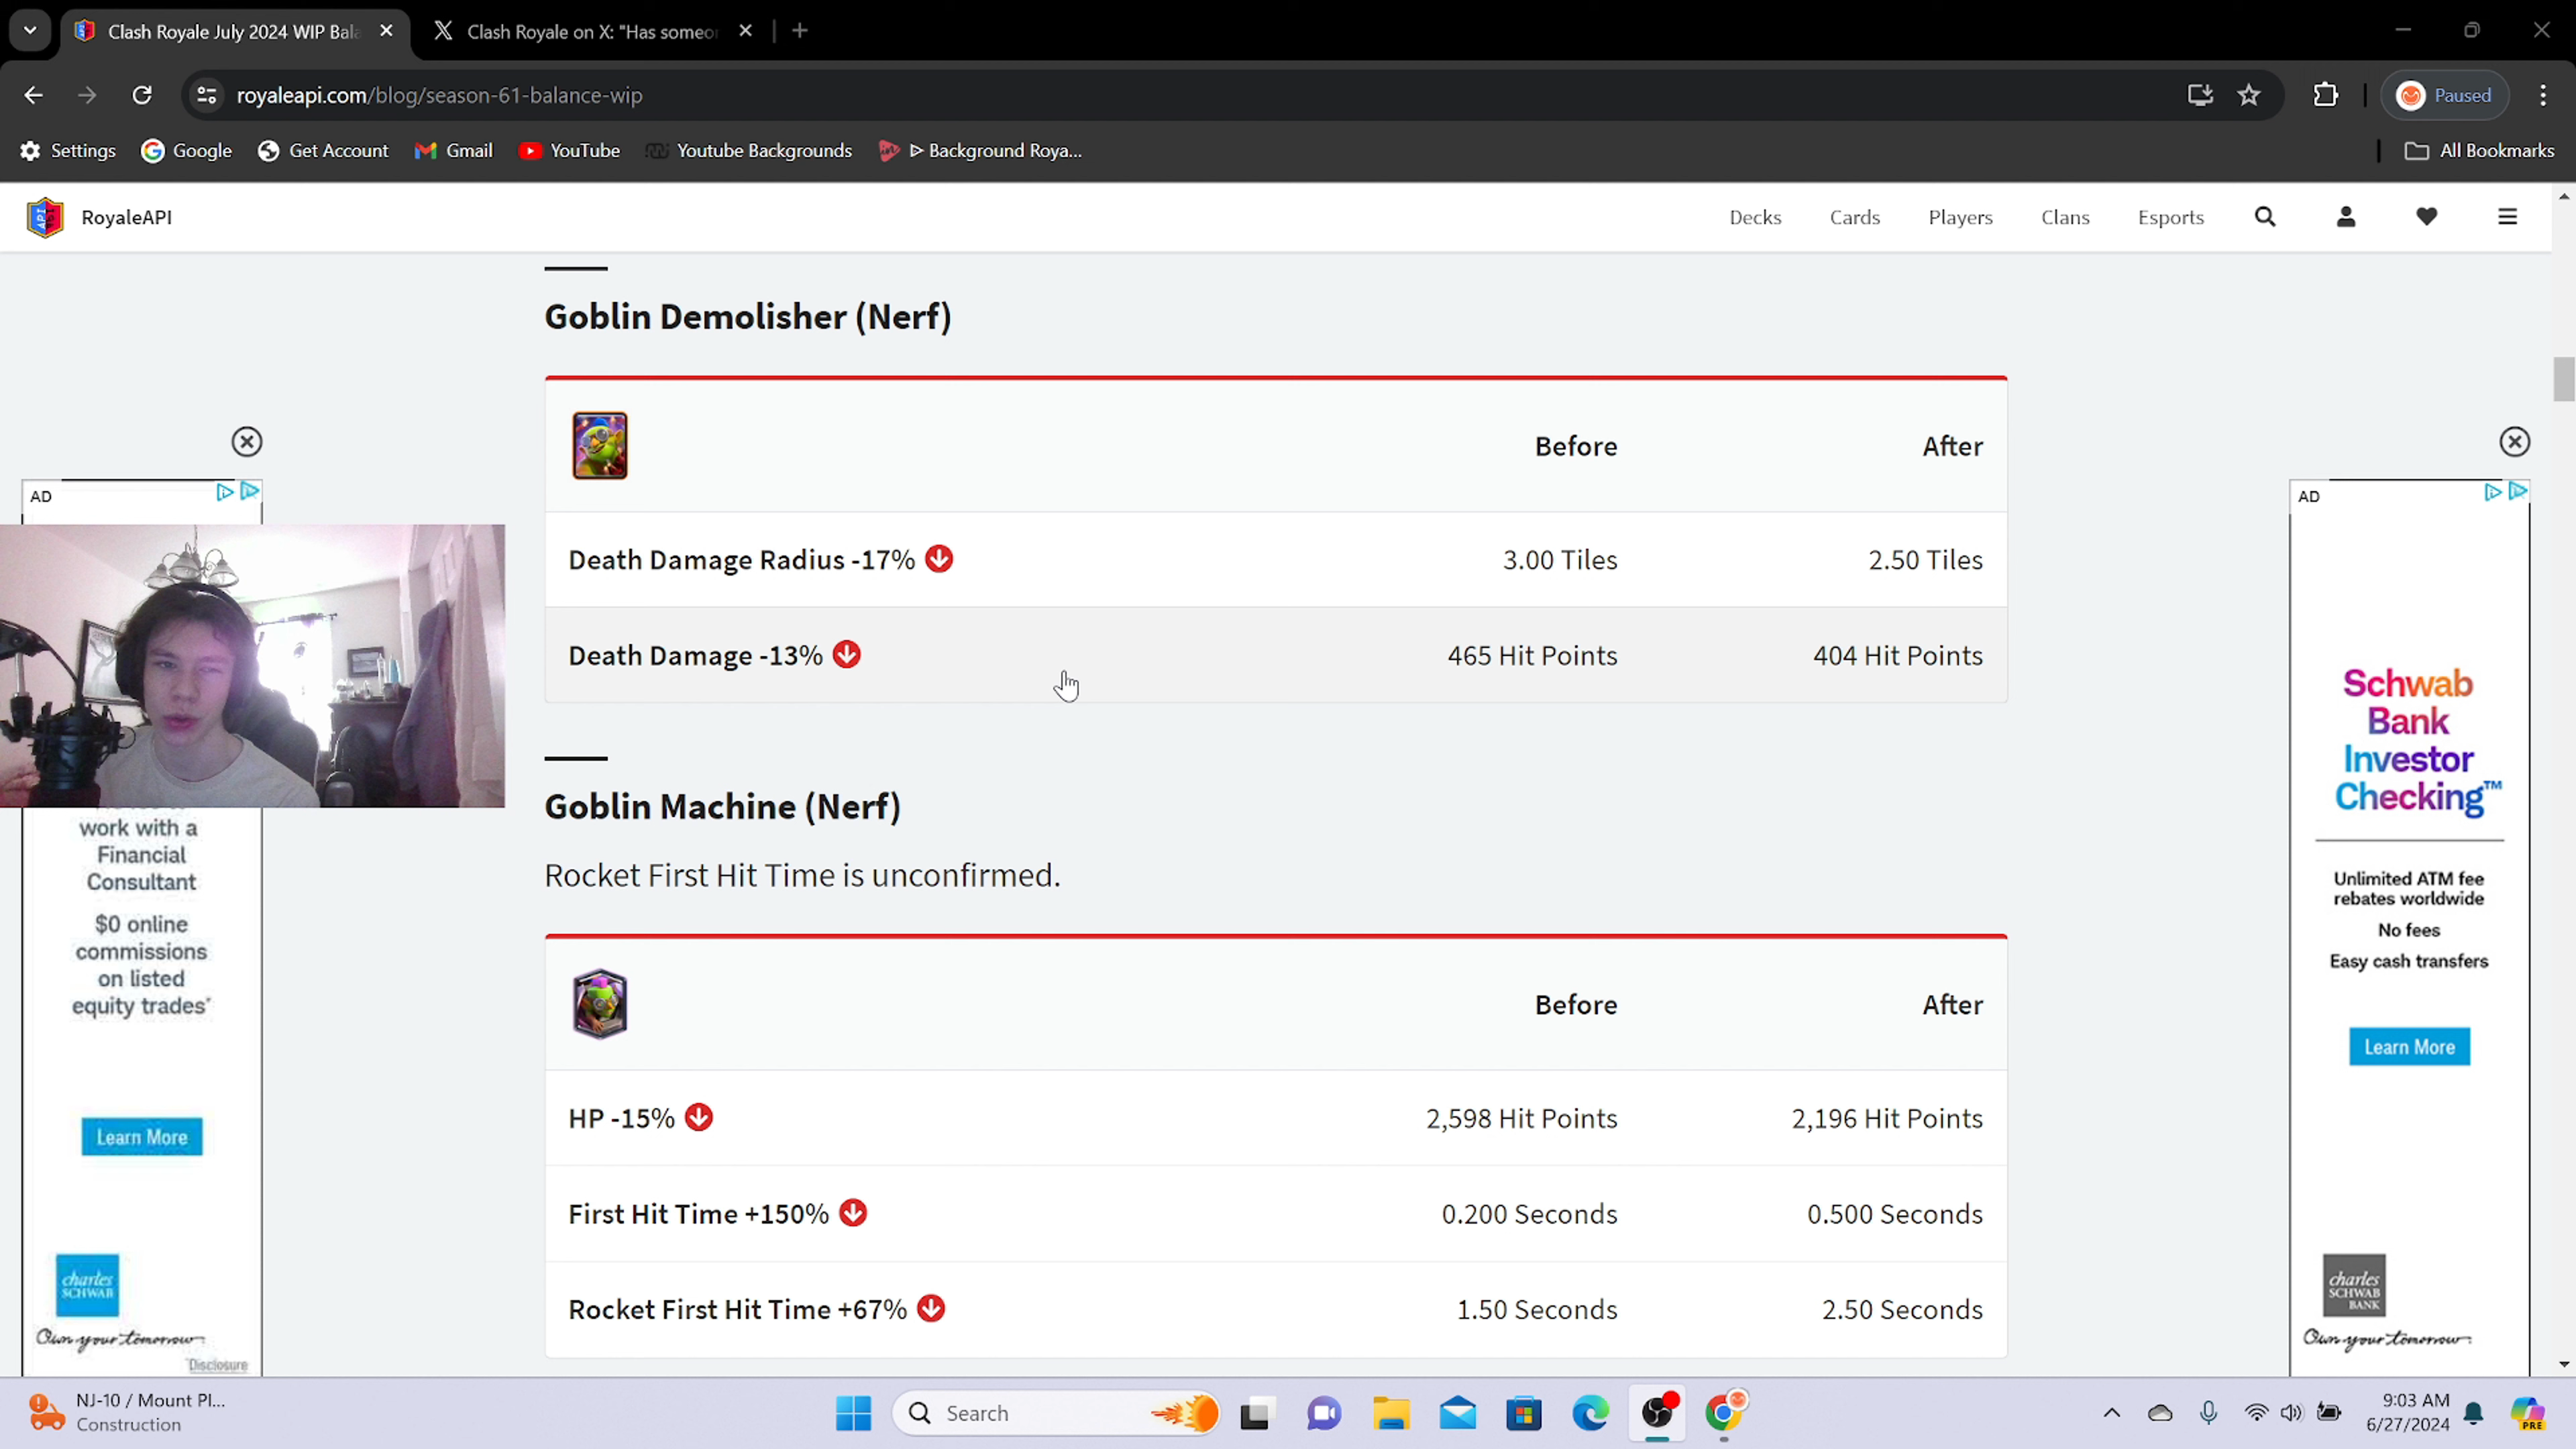 Clash Royale July 2024 WIP Bala
Clash Royale on X: "Has someon
royaleapi.com/blog/season-61-balance-wip
Paused
Settings
Google
Get Account
Gmail
YouTube
Youtube Backgrounds
▷ Background Roya...
All Bookmarks
RoyaleAPI
Decks
Cards
Players
Clans
Esports
Goblin Demolisher (Nerf)
Before
After
Death Damage Radius -17%
3.00 Tiles
2.50 Tiles
Death Damage -13%
465 Hit Points
404 Hit Points
Goblin Machine (Nerf)
Rocket First Hit Time is unconfirmed.
Before
After
HP -15%
2,598 Hit Points
2,196 Hit Points
First Hit Time +150%
0.200 Seconds
0.500 Seconds
Rocket First Hit Time +67%
1.50 Seconds
2.50 Seconds
AD
work with a
Financial
Consultant
$0 online
commissions
on listed
equity trades*
Learn More
charles
SCHWAB
Own your tomorrow.
*Disclosure
AD
Schwab
Bank
Investor
Checking™
Unlimited ATM fee
rebates worldwide
No fees
Easy cash transfers
Learn More
charles
SCHWAB
BANK
Own your tomorrow.
NJ-10 / Mount Pl...
Construction
Search
9:03 AM
6/27/2024
PRE